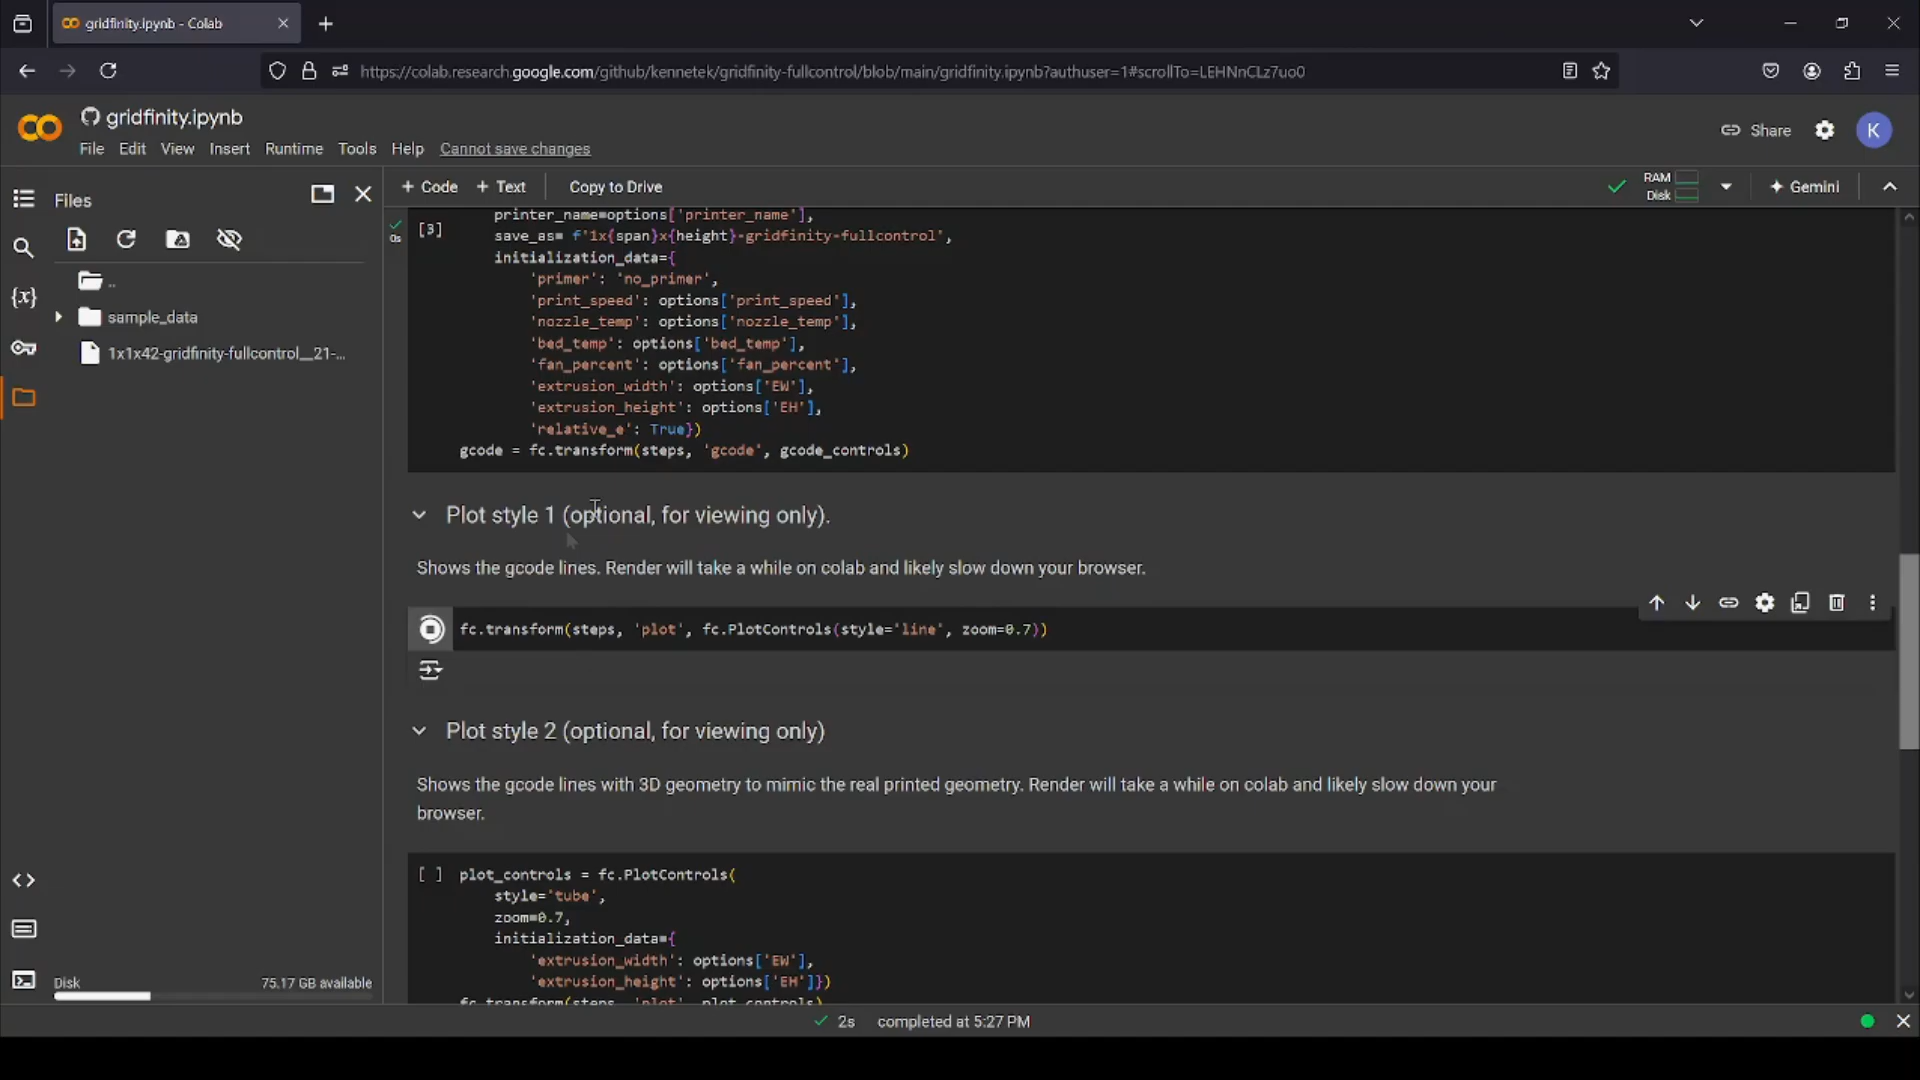 gridfinity.ipynb - Colab
https://colab.research.google.com/github/kennetek/gridfinity-fullcontrol/blob/main/gridfinity.ipynb?authuser=1#scrollTo=LEHNnCLz7uo0
gridfinity.ipynb
File Edit View Insert Runtime Tools Help Cannot save changes
Share
K
Files
+ Code + Text Copy to Drive
RAM
Disk
Gemini
..
sample_data
1x1x42-gridfinity-fullcontrol__21-...
{x}
[3]
0s
printer_name=options['printer_name'],
save_as= f'1x{span}x{height}-gridfinity-fullcontrol',
initialization_data={
'primer': 'no_primer',
'print_speed': options['print_speed'],
'nozzle_temp': options['nozzle_temp'],
'bed_temp': options['bed_temp'],
'fan_percent': options['fan_percent'],
'extrusion_width': options['EW'],
'extrusion_height': options['EH'],
'relative_e': True})
gcode = fc.transform(steps, 'gcode', gcode_controls)
Plot style 1 (optional, for viewing only).
Shows the gcode lines. Render will take a while on colab and likely slow down your browser.
fc.transform(steps, 'plot', fc.PlotControls(style='line', zoom=0.7))
Plot style 2 (optional, for viewing only)
Shows the gcode lines with 3D geometry to mimic the real printed geometry. Render will take a while on colab and likely slow down your
browser.
[ ] plot_controls = fc.PlotControls(
style='tube',
zoom=0.7,
initialization_data={
'extrusion_width': options['EW'],
'extrusion_height': options['EH']})
fc.transform(steps, 'plot', plot_controls)
Disk 75.17 GB available
2s completed at 5:27 PM